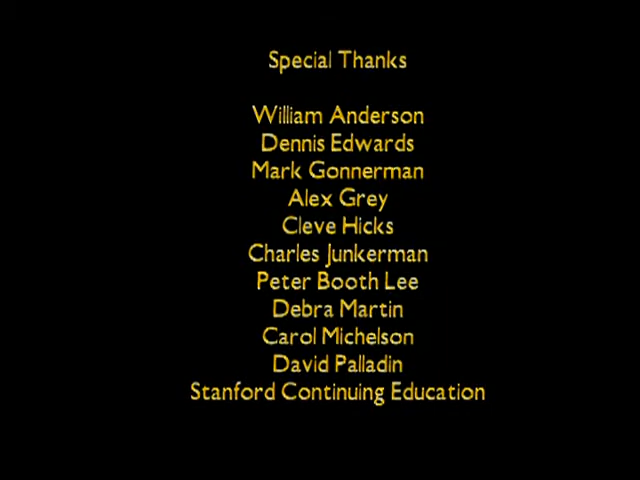 Special Thanks
William Anderson
Dennis Edwards
Mark Gonnerman
Alex Grey
Cleve Hicks
Charles Junkerman
Peter Booth Lee
Debra Martin
Carol Michelson
David Palladin
Stanford Continuing Education